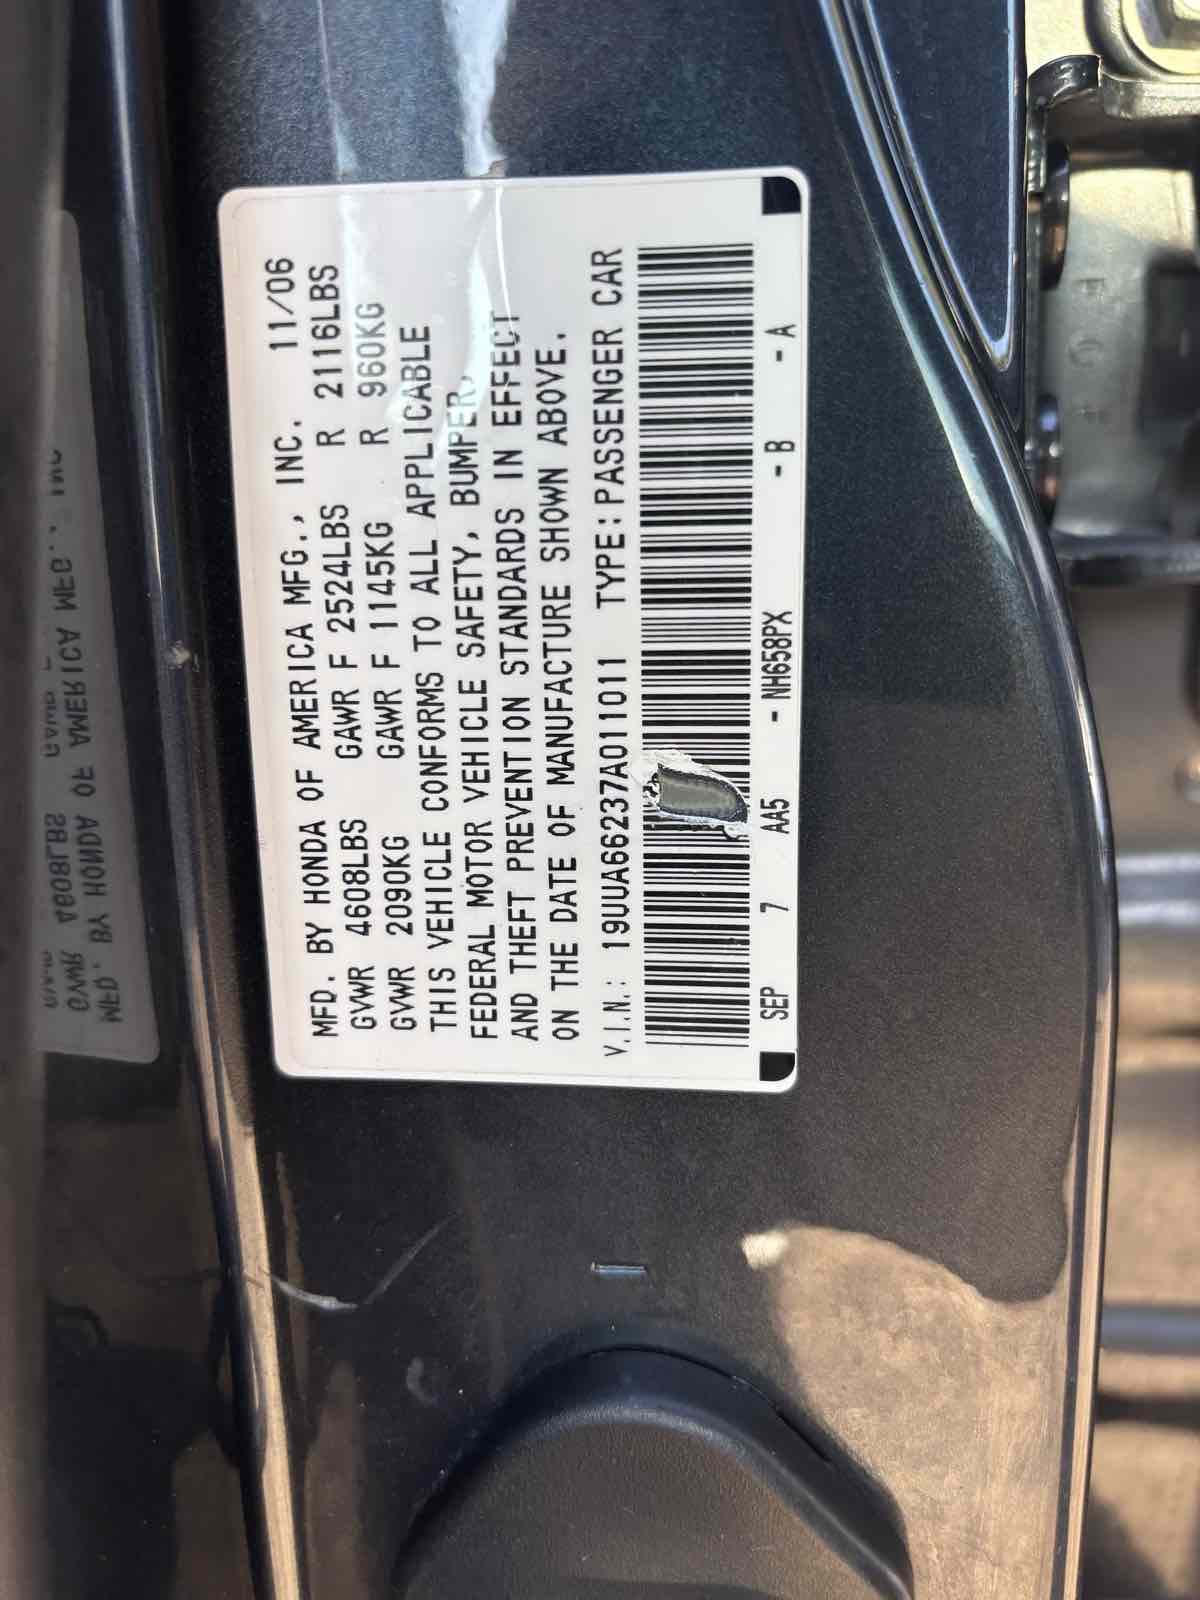 MFD. BY HONDA OF AMERICA MFG., INC. 11/06
GVWR 4608LBS GAWR F 2524LBS R 2116LBS
GVWR 2090KG GAWR F 1145KG R 960KG
THIS VEHICLE CONFORMS TO ALL APPLICABLE
FEDERAL MOTOR VEHICLE SAFETY, BUMPER,
AND THEFT PREVENTION STANDARDS IN EFFECT
ON THE DATE OF MANUFACTURE SHOWN ABOVE.
V.I.N.: 19UUA66237A011011 TYPE: PASSENGER CAR
SEP 7 AA5 - NH658PX - B - A